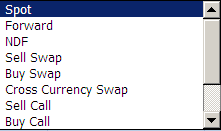 Spot
Forward
NDF
Sell Swap
Buy Swap
Cross Currency Swap
Sell Call
Buy Call